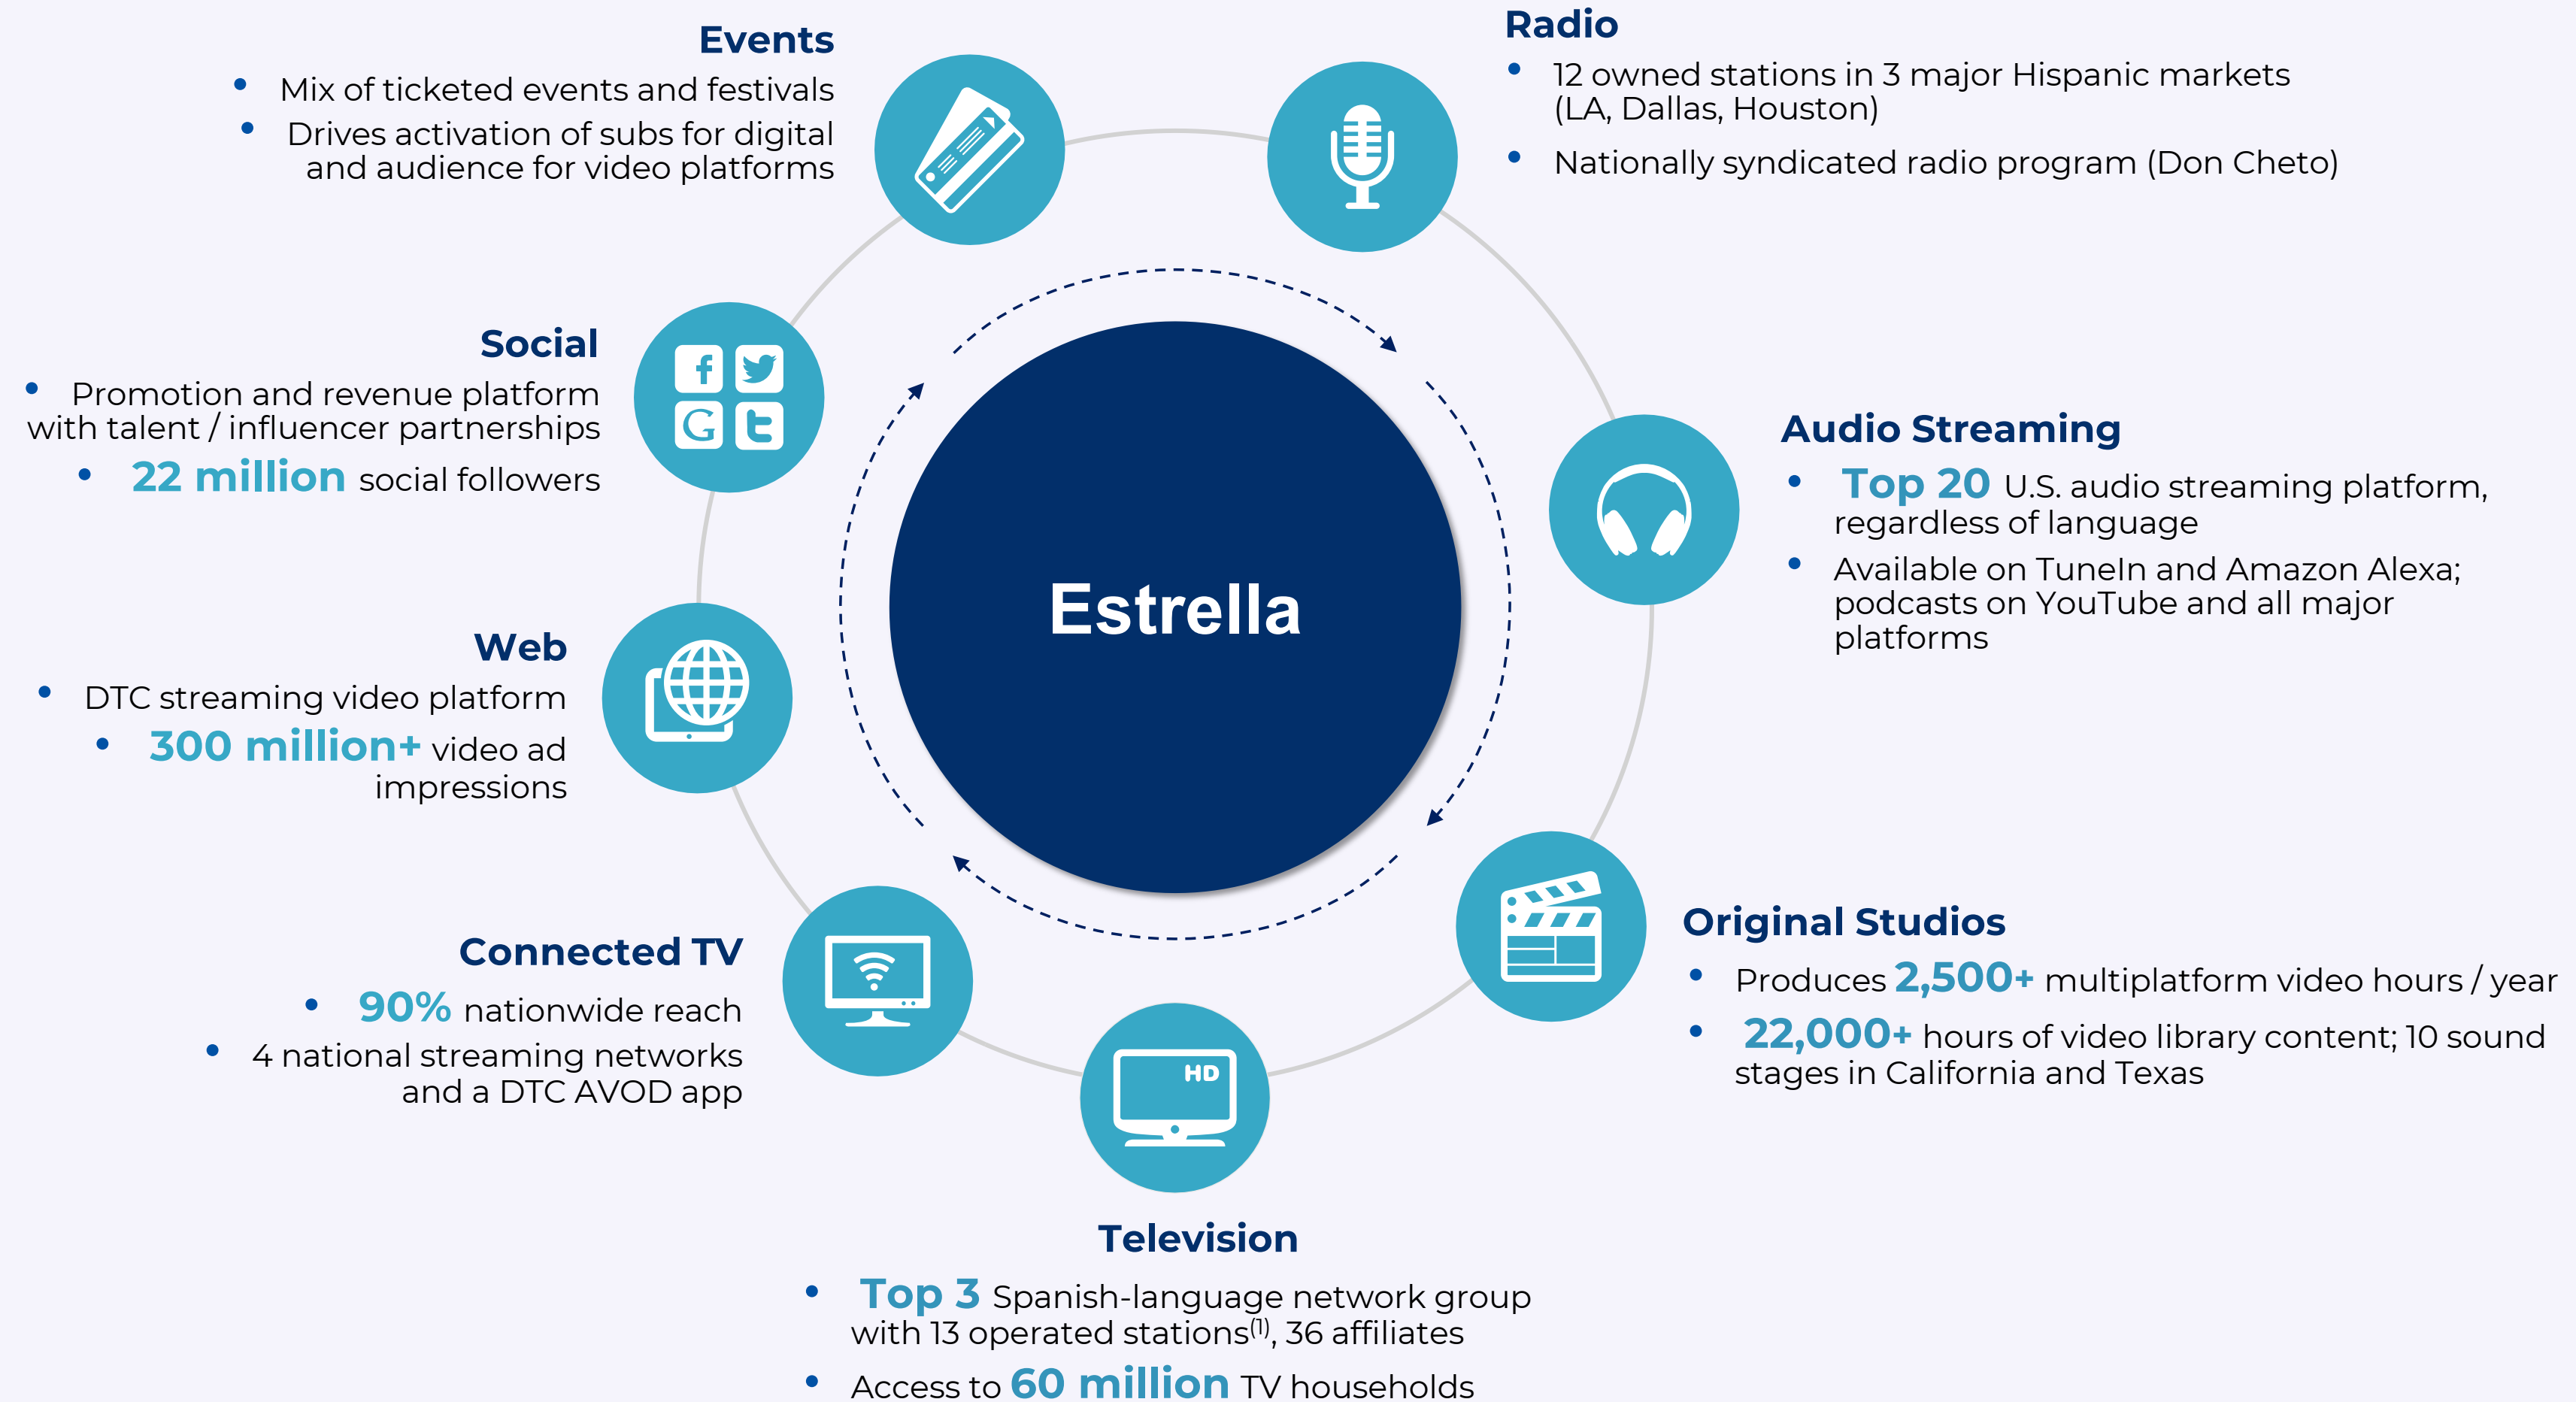 Events
• Mix of ticketed events and festivals
• Drives activation of subs for digital
and audience for video platforms
Radio
• 12 owned stations in 3 major Hispanic markets
(LA, Dallas, Houston)
• Nationally syndicated radio program (Don Cheto)
Social
• Promotion and revenue platform
with talent / influencer partnerships
• 22 million social followers
Audio Streaming
• Top 20 U.S. audio streaming platform,
regardless of language
• Available on TuneIn and Amazon Alexa;
podcasts on YouTube and all major
platforms
Estrella
Web
• DTC streaming video platform
• 300 million+ video ad
impressions
Original Studios
• Produces 2,500+ multiplatform video hours / year
• 22,000+ hours of video library content; 10 sound
stages in California and Texas
Connected TV
• 90% nationwide reach
• 4 national streaming networks
and a DTC AVOD app
HD
Television
• Top 3 Spanish-language network group
with 13 operated stations(1), 36 affiliates
• Access to 60 million TV households